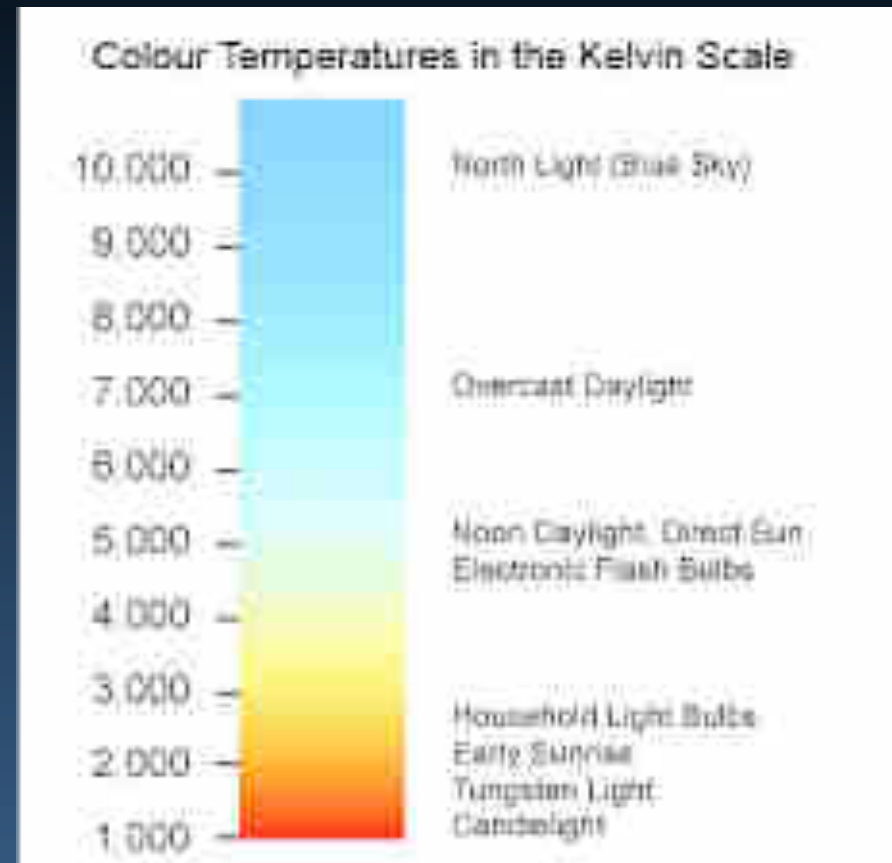 Colour Temperatures in the Kelvin Scale
10.000 North Light (Blue Sky)
9.000
8.000
7.000 Overcast Daylight
6.000
5.000 Noon Daylight, Direct Sun
Electronic Flash Bulbs
4.000
3.000
Household Light Bulbs
Early Sunrise
2.000
Tungsten Light
1.000 Candlelight